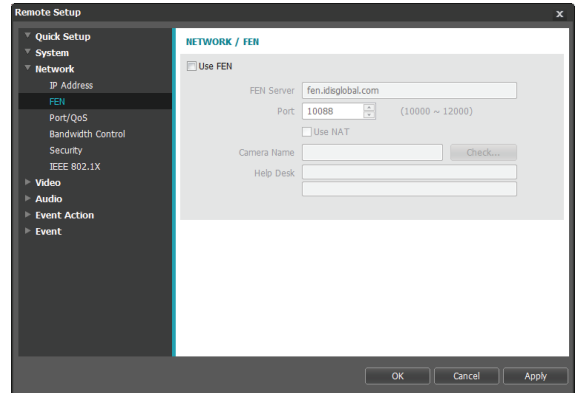 Remote Setup
x
Quick Setup
System
Network
IP Address
FEN
Port/QoS
Bandwidth Control
Security
IEEE 802.1X
Video
Audio
Event Action
Event
NETWORK / FEN
Use FEN
FEN Server fen.idisglobal.com
Port 10088 (10000 ~ 12000)
Use NAT
Camera Name Check...
Help Desk
OK Cancel Apply